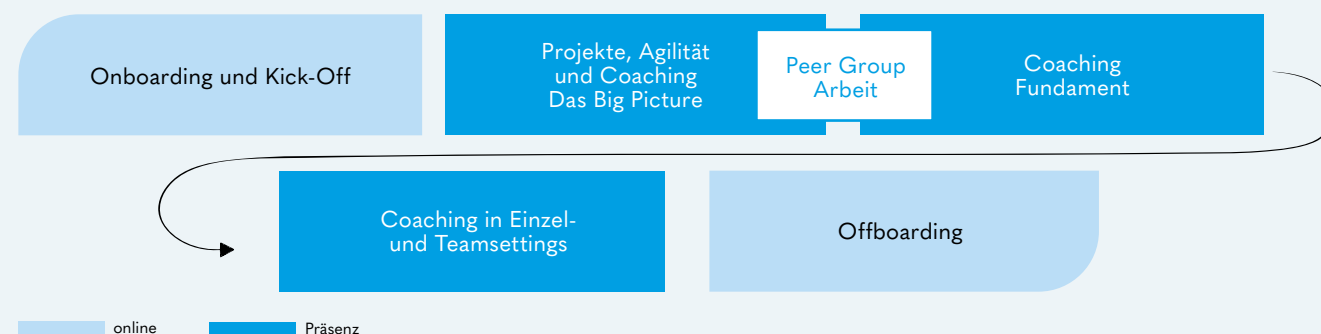 Onboarding und Kick-Off
Projekte, Agilität
und Coaching
Das Big Picture
Peer Group
Arbeit
Coaching
Fundament
Coaching in Einzel-
und Teamsettings
Offboarding
online
Präsenz